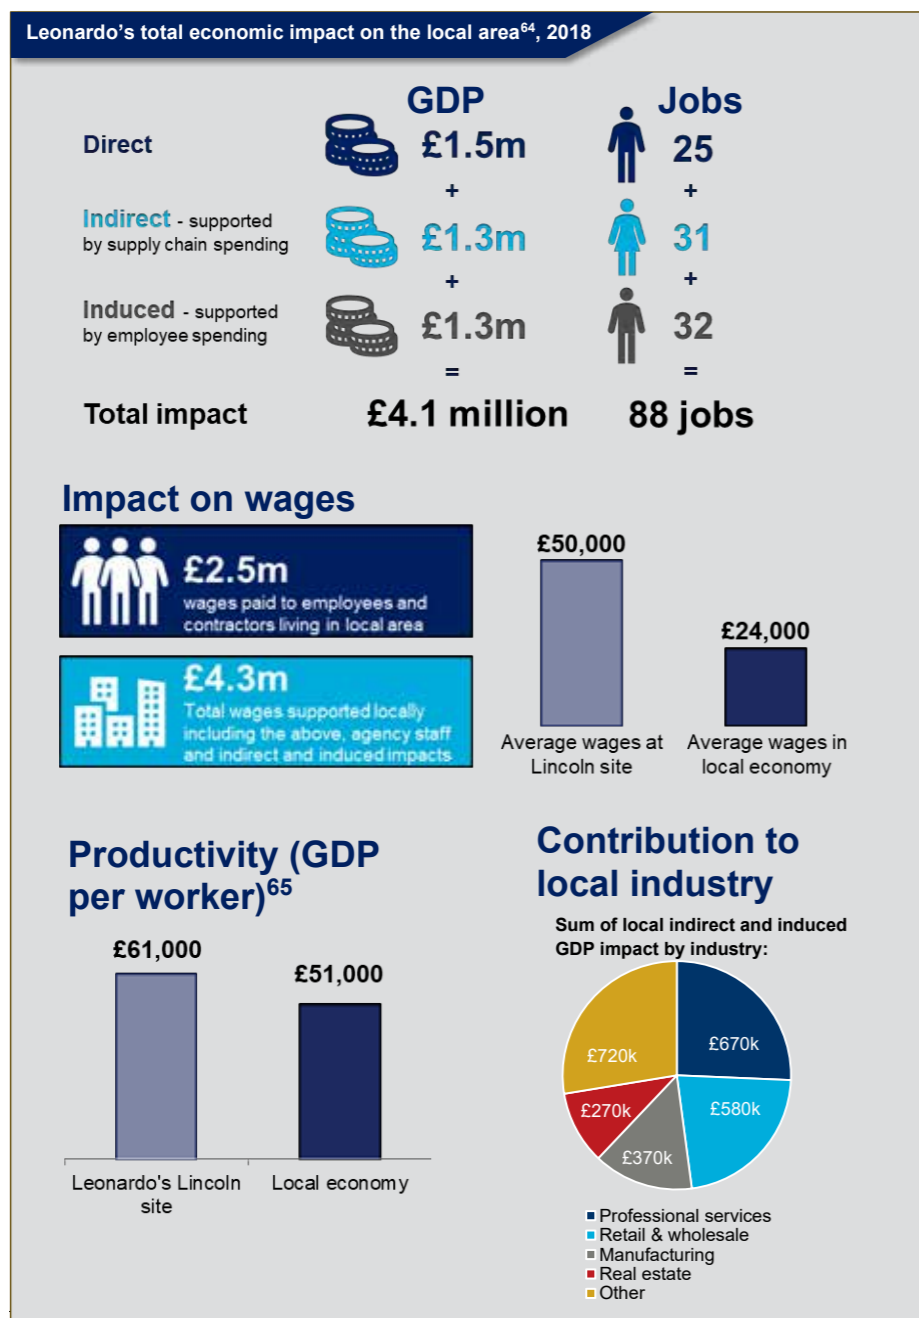 Leonardo's total economic impact on the local area⁶⁴, 2018
GDP
Jobs
Direct
£1.5m
25
+
+
Indirect - supported
by supply chain spending
£1.3m
31
+
+
Induced - supported
by employee spending
£1.3m
32
=
=
Total impact
£4.1 million
88 jobs
Impact on wages
£2.5m
wages paid to employees and
contractors living in local area
£4.3m
Total wages supported locally
including the above, agency staff
and indirect and induced impacts
£50,000
£24,000
Average wages at
Lincoln site
Average wages in
local economy
Productivity (GDP
per worker)⁶⁵
£61,000
£51,000
Leonardo's Lincoln
site
Local economy
Contribution to
local industry
Sum of local indirect and induced
GDP impact by industry:
£720k
£670k
£270k
£580k
£370k
Professional services
Retail & wholesale
Manufacturing
Real estate
Other